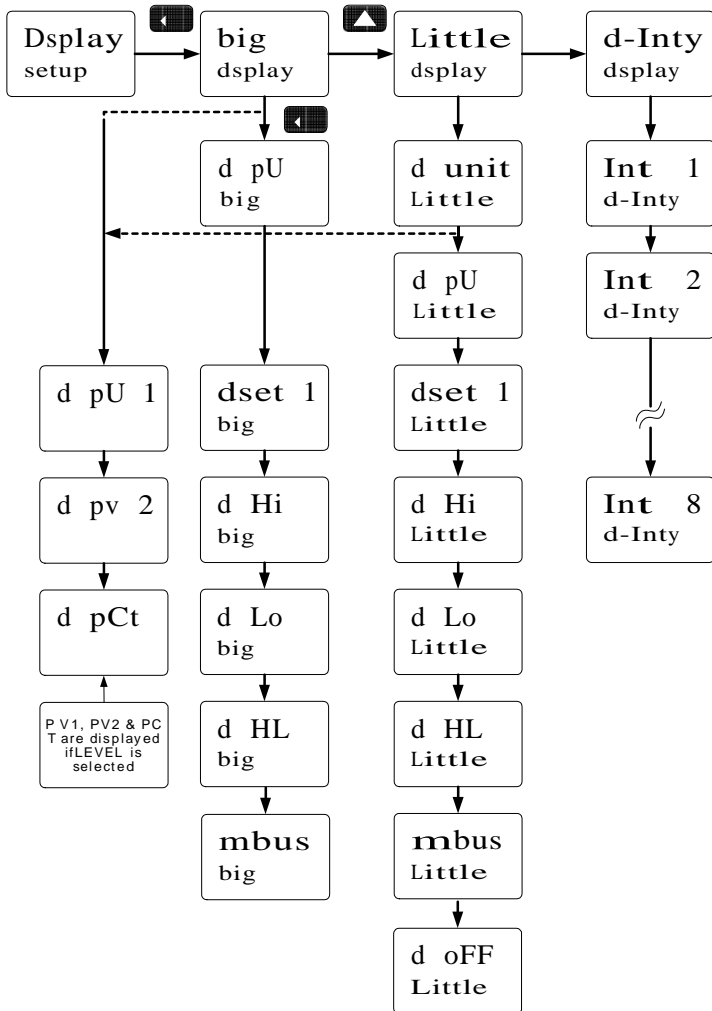 Dsplay
setup
big
dsplay
Little
dsplay
d-Inty
dsplay
d pU
big
d unit
Little
Int 1
d-Inty
d pU
Little
Int 2
d-Inty
d pU 1
dset 1
big
dset 1
Little
d pv 2
d Hi
big
d Hi
Little
Int 8
d-Inty
d pCt
d Lo
big
d Lo
Little
P V1, PV2 & PC
T are displayed
ifLEVEL is
selected
d HL
big
d HL
Little
mbus
big
mbus
Little
d oFF
Little